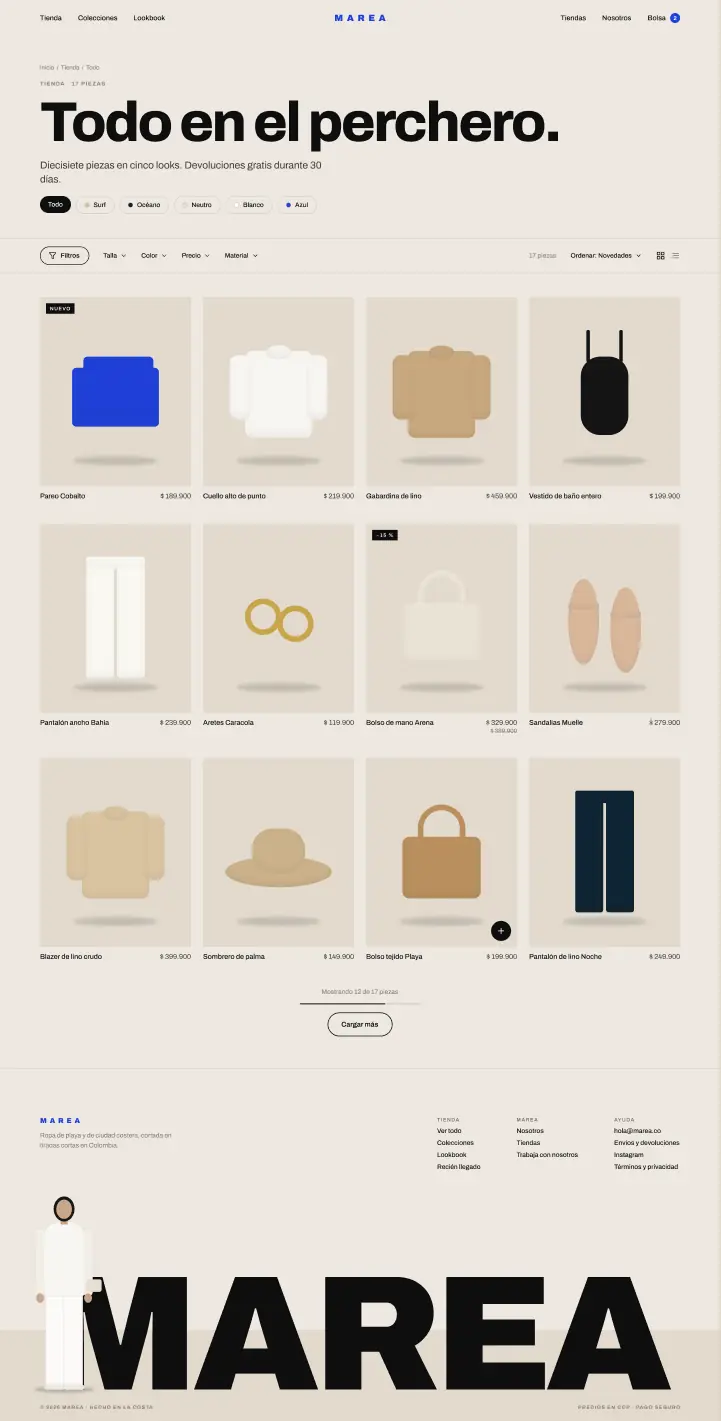 Tienda Colecciones Lookbook MAREA Tiendas Nosotros Bolsa 2
Inicio / Tienda / Todo
TIENDA 17 PIEZAS
Todo en el perchero.
Diecisiete piezas en cinco looks. Devoluciones gratis durante 30
días.
Todo Surf Océano Neutro Blanco Azul
Filtros Talla Color Precio Material 17 piezas Ordenar: Novedades
NUEVO
Pareo Cobalto $ 189.900 Cuello alto de punto $ 219.900 Gabardina de lino $ 459.900 Vestido de baño entero $ 199.900
-15 %
Pantalón ancho Bahía $ 239.900 Aretes Caracola $ 119.900 Bolso de mano Arena $ 329.900 Sandalias Muelle $ 279.900
$ 389.900
Blazer de lino crudo $ 399.900 Sombrero de palma $ 149.900 Bolso tejido Playa $ 199.900 Pantalón de lino Noche $ 249.900
Mostrando 12 de 17 piezas
Cargar más
MAREA TIENDA MAREA AYUDA
Ropa de playa y de ciudad costera, cortada en
Ver todo Nosotros hola@marea.co
Colecciones Tiendas Envíos y devoluciones
cortas en Colombia.
Lookbook Trabaja con nosotros Instagram
Recién llegado Términos y privacidad
MAREA
MAREA · HECHO EN LA COSTA PRECIOS EN COP · PAGO SEGURO